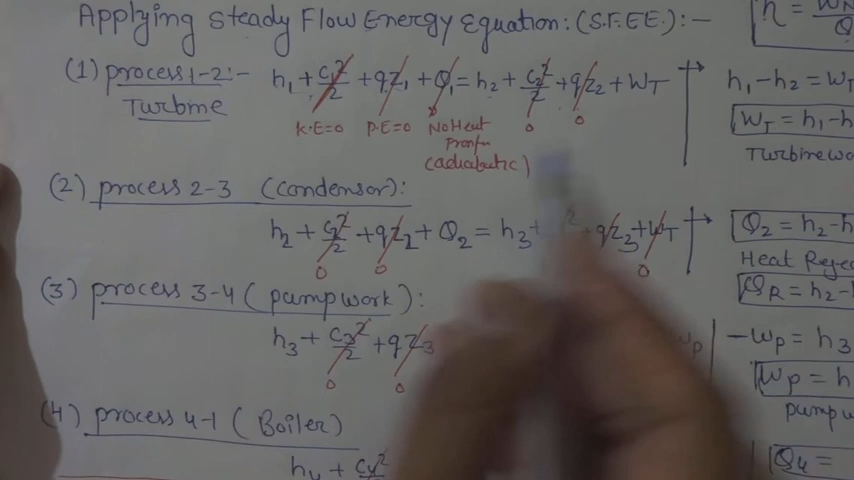 Applying Steady Flow Energy Equation: (S.F.E.E.):-
η = W
Q
(1) process 1-2:- h₁ + c₁²/2 + gz₁ + Q₁ = h₂ + c₂²/2 + gz₂ + WT
h₁ - h₂ = WT
Turbine
K.E=0 P.E=0 No Heat
0 0
(adiabatic)
WT = h₁ - h
Turbine wo
(2) process 2-3 (Condensor):
h₂ + c₂²/2 + gz₂ + Q₂ = h₃ + gz₃ + WT
0 0 0
Q₂ = h₂ - h
Heat Rejec
QR = h₂ -
(3) process 3-4 (pump work):
h₃ + c₃²/2 + gz₃
0 0
Wp
-Wp = h₃
Wp = h
pump w
(4) process 4-1 (Boiler)
h₄ + c₄²
Q₄ =